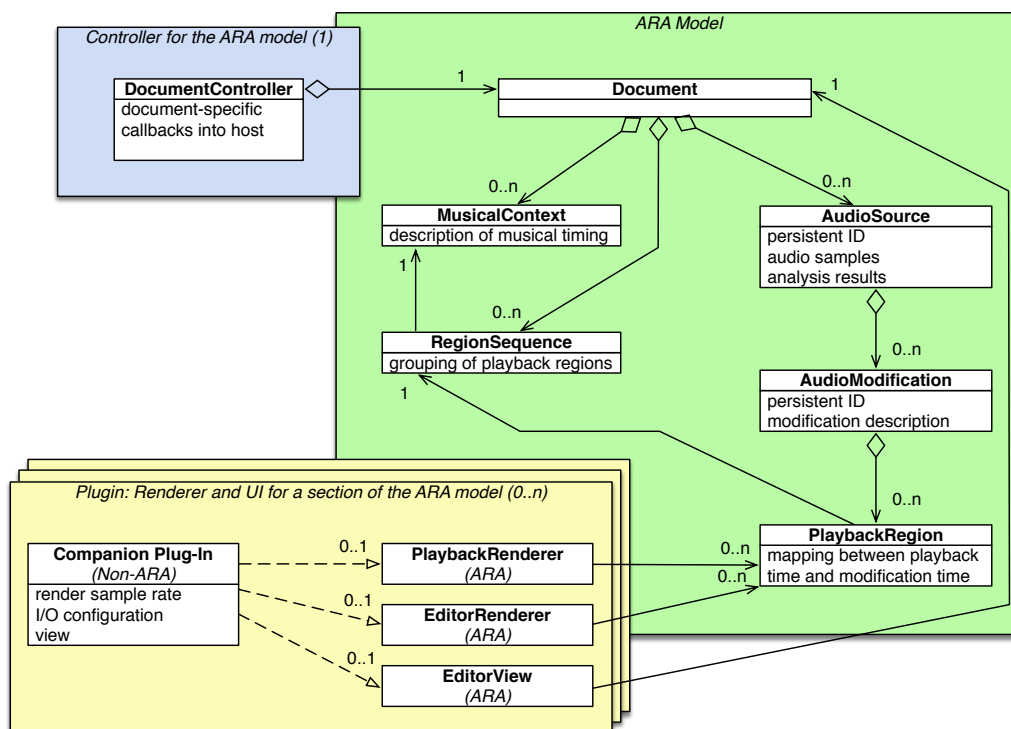 ARA Model
Controller for the ARA model (1)
DocumentController
document-specific
callbacks into host
1
Document
1
0..n
0..n
MusicalContext
description of musical timing
AudioSource
persistent ID
audio samples
analysis results
1
0..n
RegionSequence
grouping of playback regions
0..n
1
AudioModification
persistent ID
modification description
0..n
Plugin: Renderer and UI for a section of the ARA model (0..n)
Companion Plug-In
(Non-ARA)
render sample rate
I/O configuration
view
0..1
PlaybackRenderer
(ARA)
0..n
PlaybackRegion
mapping between playback
time and modification time
0..n
0..1
EditorRenderer
(ARA)
0..1
EditorView
(ARA)